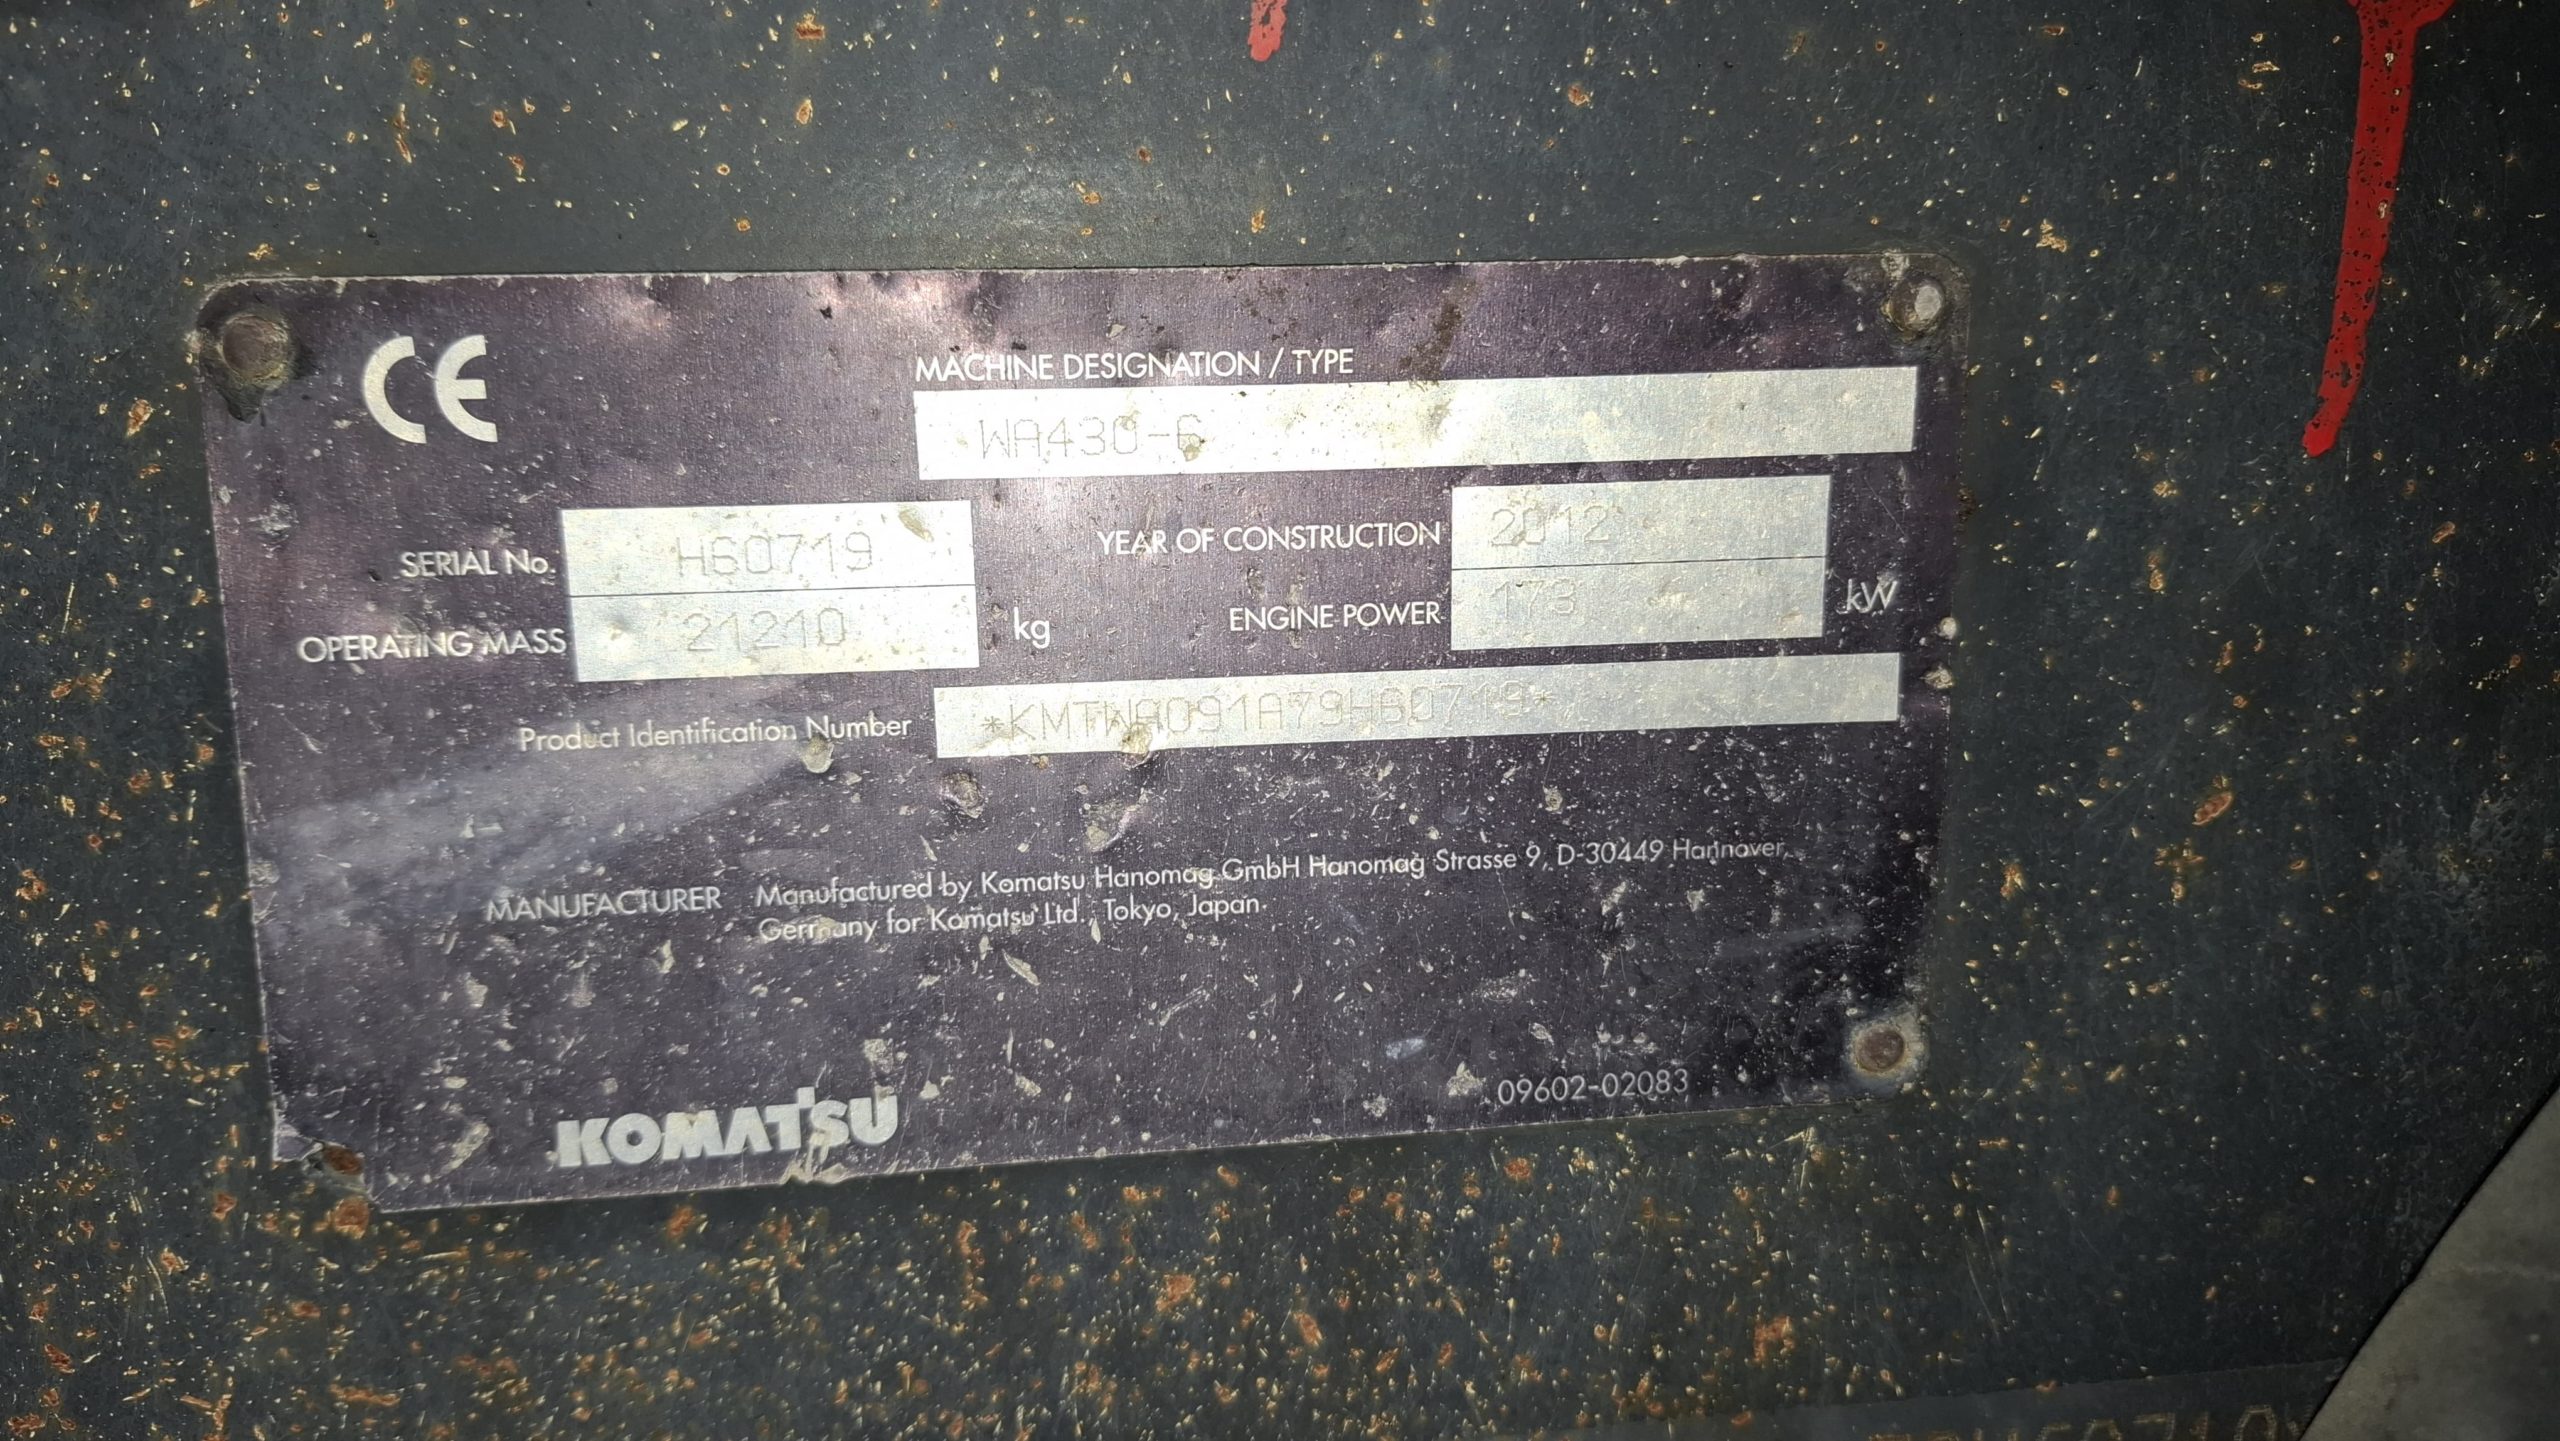 CE
MACHINE DESIGNATION / TYPE
WA430-6
SERIAL No. H60719
YEAR OF CONSTRUCTION 2012
OPERATING MASS 21210 kg
ENGINE POWER 173 kW
Product Identification Number *KMTWA091A79H60719*
MANUFACTURER Manufactured by Komatsu Hanomag GmbH Hanomag Strasse 9, D-30449 Hannover,
Germany for Komatsu Ltd., Tokyo, Japan.
KOMATSU
09602-02083